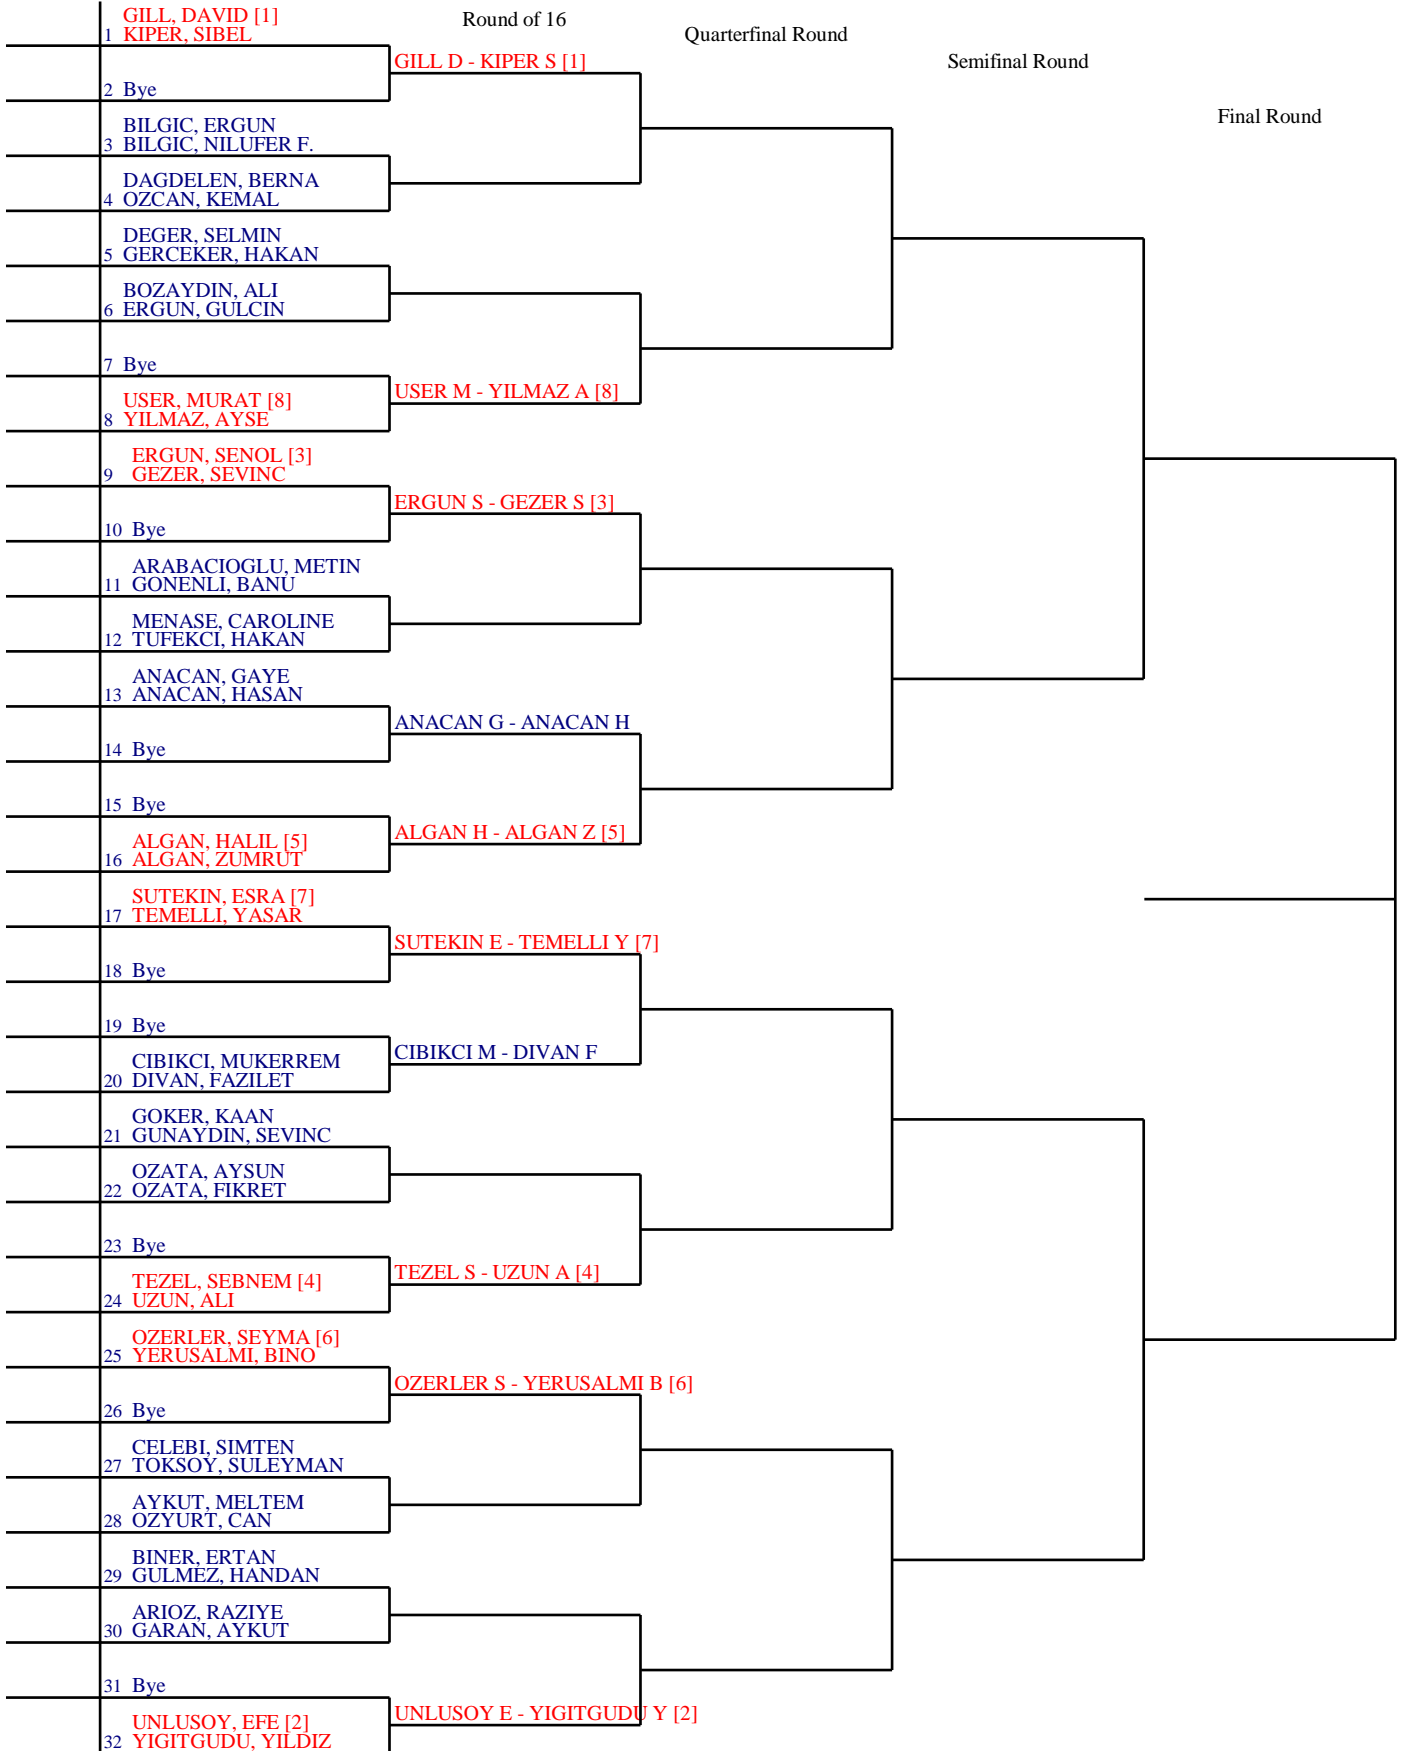 GILL, DAVID [1]
1 KIPER, SIBEL
Round of 16
Quarterfinal Round
GILL D - KIPER S [1]
Semifinal Round
2 Bye
Final Round
BILGIC, ERGUN
3 BILGIC, NILUFER F.
DAGDELEN, BERNA
4 OZCAN, KEMAL
DEGER, SELMIN
5 GERCEKER, HAKAN
BOZAYDIN, ALI
6 ERGUN, GULCIN
7 Bye
USER M - YILMAZ A [8]
USER, MURAT [8]
8 YILMAZ, AYSE
ERGUN, SENOL [3]
9 GEZER, SEVINC
ERGUN S - GEZER S [3]
10 Bye
ARABACIOGLU, METIN
11 GONENLI, BANU
MENASE, CAROLINE
12 TUFEKCI, HAKAN
ANACAN, GAYE
13 ANACAN, HASAN
ANACAN G - ANACAN H
14 Bye
15 Bye
ALGAN H - ALGAN Z [5]
ALGAN, HALIL [5]
16 ALGAN, ZUMRUT
SUTEKIN, ESRA [7]
17 TEMELLI, YASAR
SUTEKIN E - TEMELLI Y [7]
18 Bye
19 Bye
CIBIKCI M - DIVAN F
CIBIKCI, MUKERREM
20 DIVAN, FAZILET
GOKER, KAAN
21 GUNAYDIN, SEVINC
OZATA, AYSUN
22 OZATA, FIKRET
23 Bye
TEZEL S - UZUN A [4]
TEZEL, SEBNEM [4]
24 UZUN, ALI
OZERLER, SEYMA [6]
25 YERUSALMI, BINO
OZERLER S - YERUSALMI B [6]
26 Bye
CELEBI, SIMTEN
27 TOKSOY, SULEYMAN
AYKUT, MELTEM
28 OZYURT, CAN
BINER, ERTAN
29 GULMEZ, HANDAN
ARIOZ, RAZIYE
30 GARAN, AYKUT
31 Bye
UNLUSOY E - YIGITGUDU Y [2]
UNLUSOY, EFE [2]
32 YIGITGUDU, YILDIZ